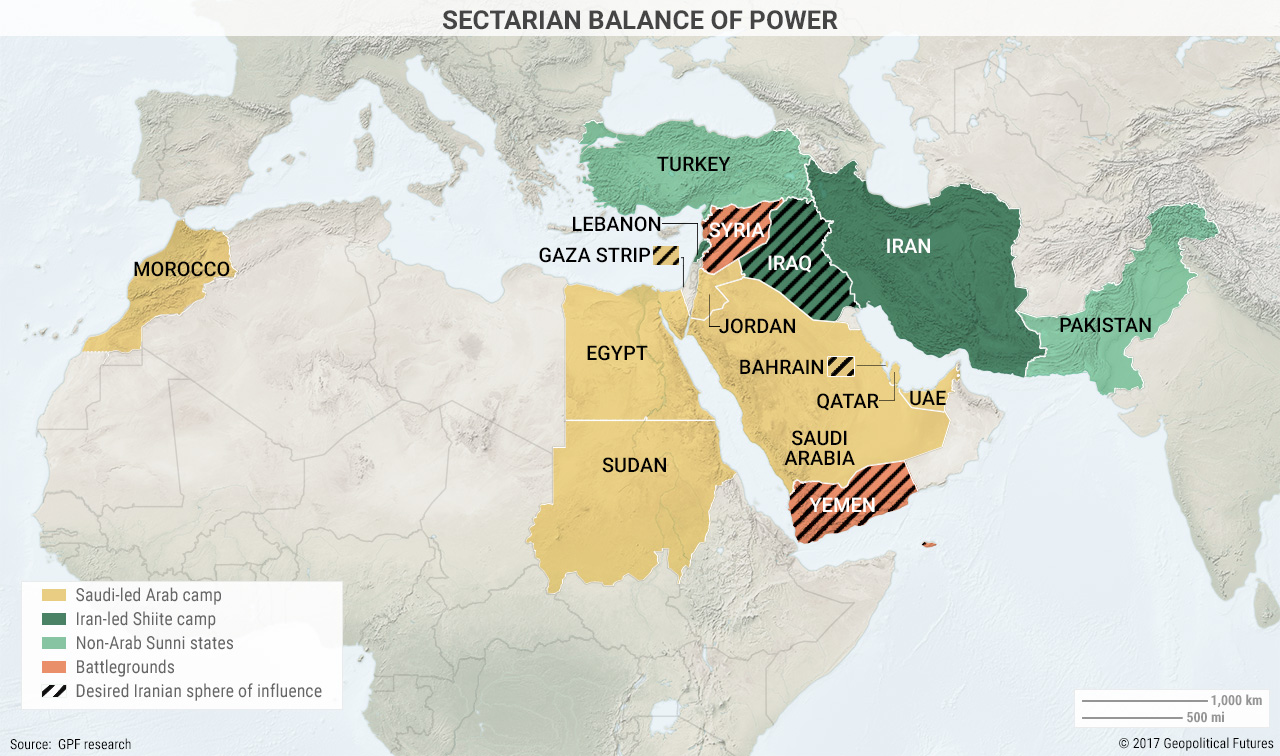 SECTARIAN BALANCE OF POWER
TURKEY
LEBANON
SYRIA
GAZA STRIP
IRAQ
IRAN
MOROCCO
JORDAN
PAKISTAN
EGYPT
BAHRAIN
QATAR
UAE
SAUDI
ARABIA
SUDAN
YEMEN
Saudi-led Arab camp
Iran-led Shiite camp
Non-Arab Sunni states
Battlegrounds
Desired Iranian sphere of influence
1,000 km
500 mi
Source: GPF research
© 2017 Geopolitical Futures